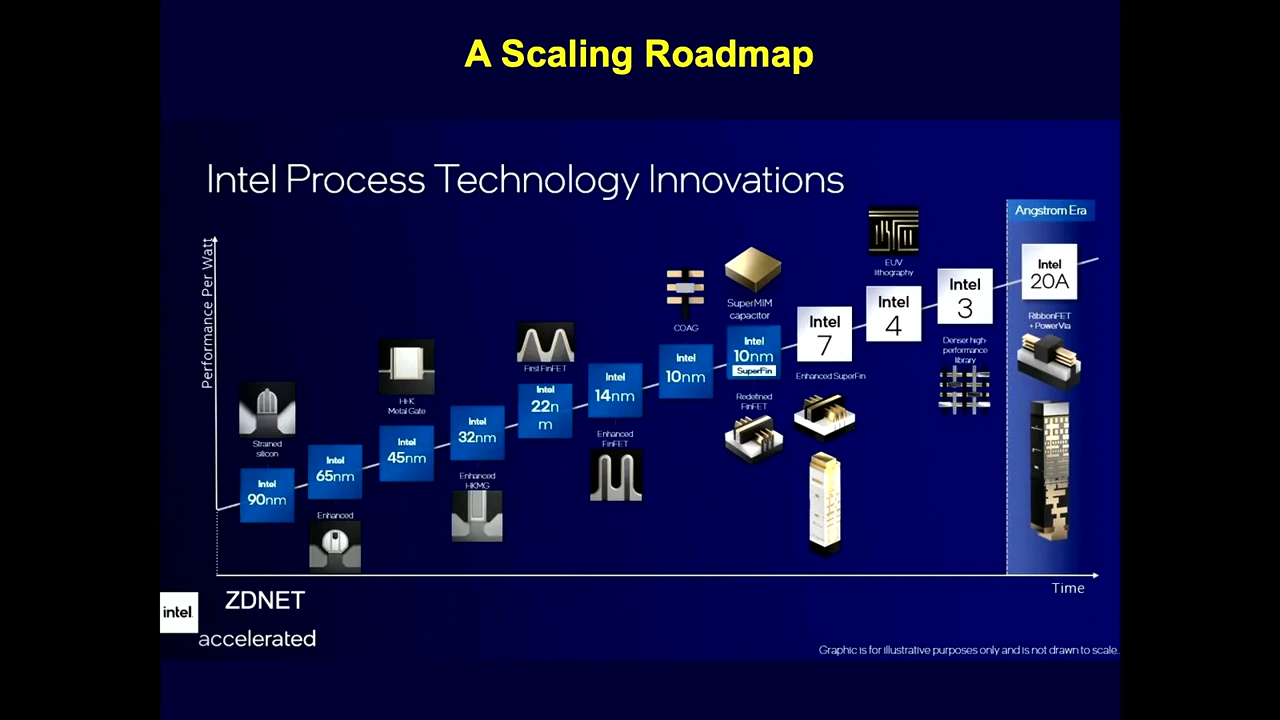 A Scaling Roadmap
Intel Process Technology Innovations
Performance Per Watt
Strained
silicon
Intel
90nm
Intel
65nm
Enhanced
Hi-K
Metal Gate
Intel
45nm
Intel
32nm
Enhanced
HKMG
First FinFET
Intel
22n
m
Intel
14nm
Enhanced
FinFET
COAG
Intel
10nm
SuperMIM
capacitor
Intel
10nm
SuperFin
Redefined
FinFET
Intel
7
Enhanced SuperFin
EUV
lithography
Intel
4
Intel
3
Denser high-
performance
library
Angstrom Era
Intel
20A
RibbonFET
+ PowerVia
Time
intel.
ZDNET
accelerated
Graphic is for illustrative purposes only and is not drawn to scale.